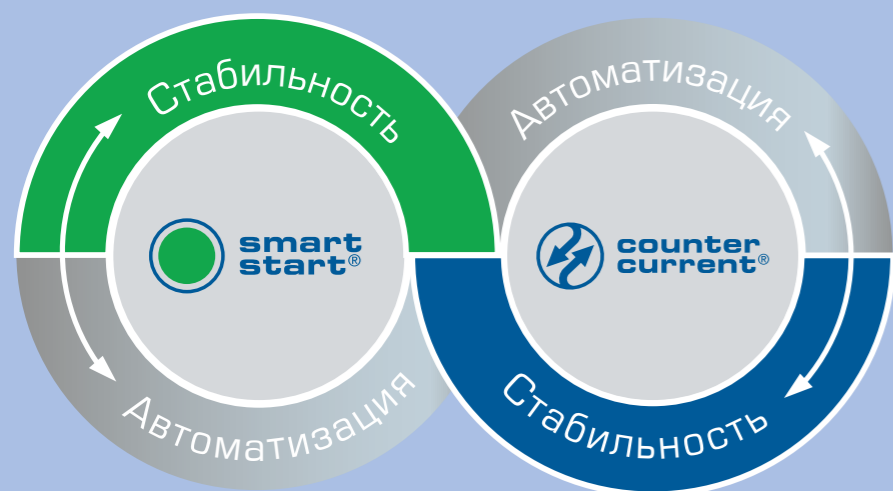 Стабильность
Автоматизация
smart
start®
counter
current®
Автоматизация
Стабильность